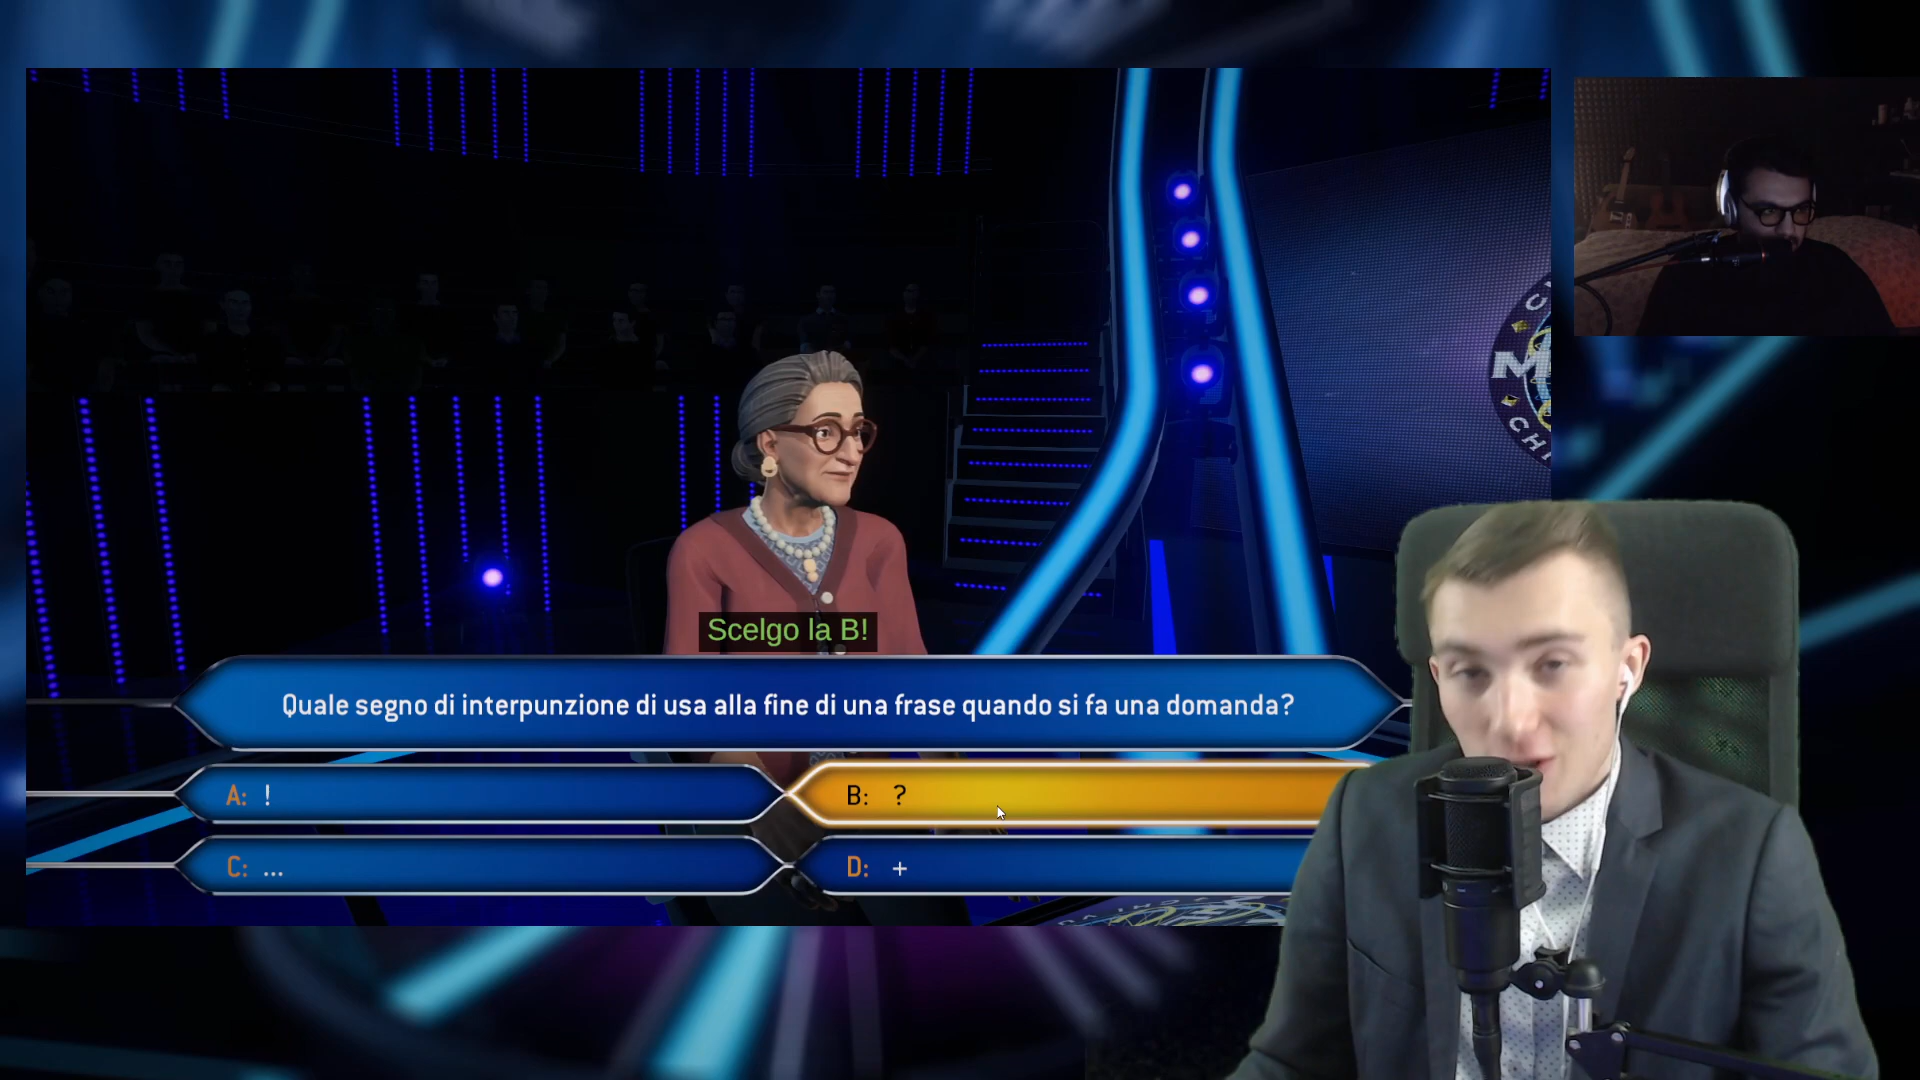 Scelgo la B!
Quale segno di interpunzione di usa alla fine di una frase quando si fa una domanda?
A: !
B: ?
C: ...
D: +